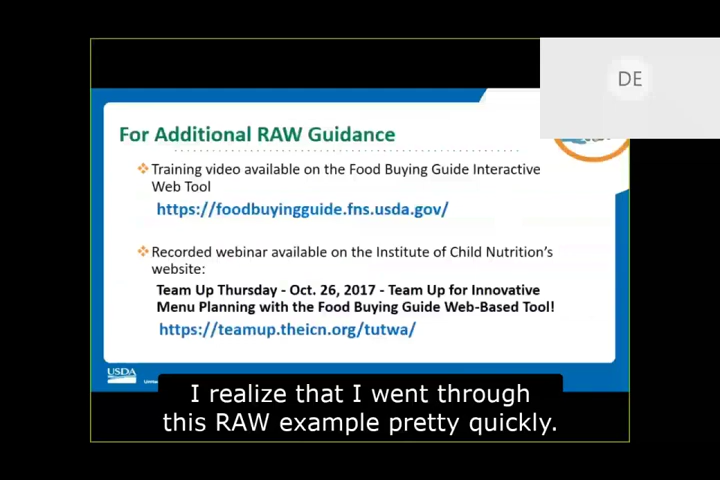 DE
For Additional RAW Guidance
Training video available on the Food Buying Guide Interactive
Web Tool
https://foodbuyingguide.fns.usda.gov/
Recorded webinar available on the Institute of Child Nutrition's
website:
Team Up Thursday - Oct. 26, 2017 - Team Up for Innovative
Menu Planning with the Food Buying Guide Web-Based Tool!
https://teamup.theicn.org/tutwa/
USDA
I realize that I went through
this RAW example pretty quickly.